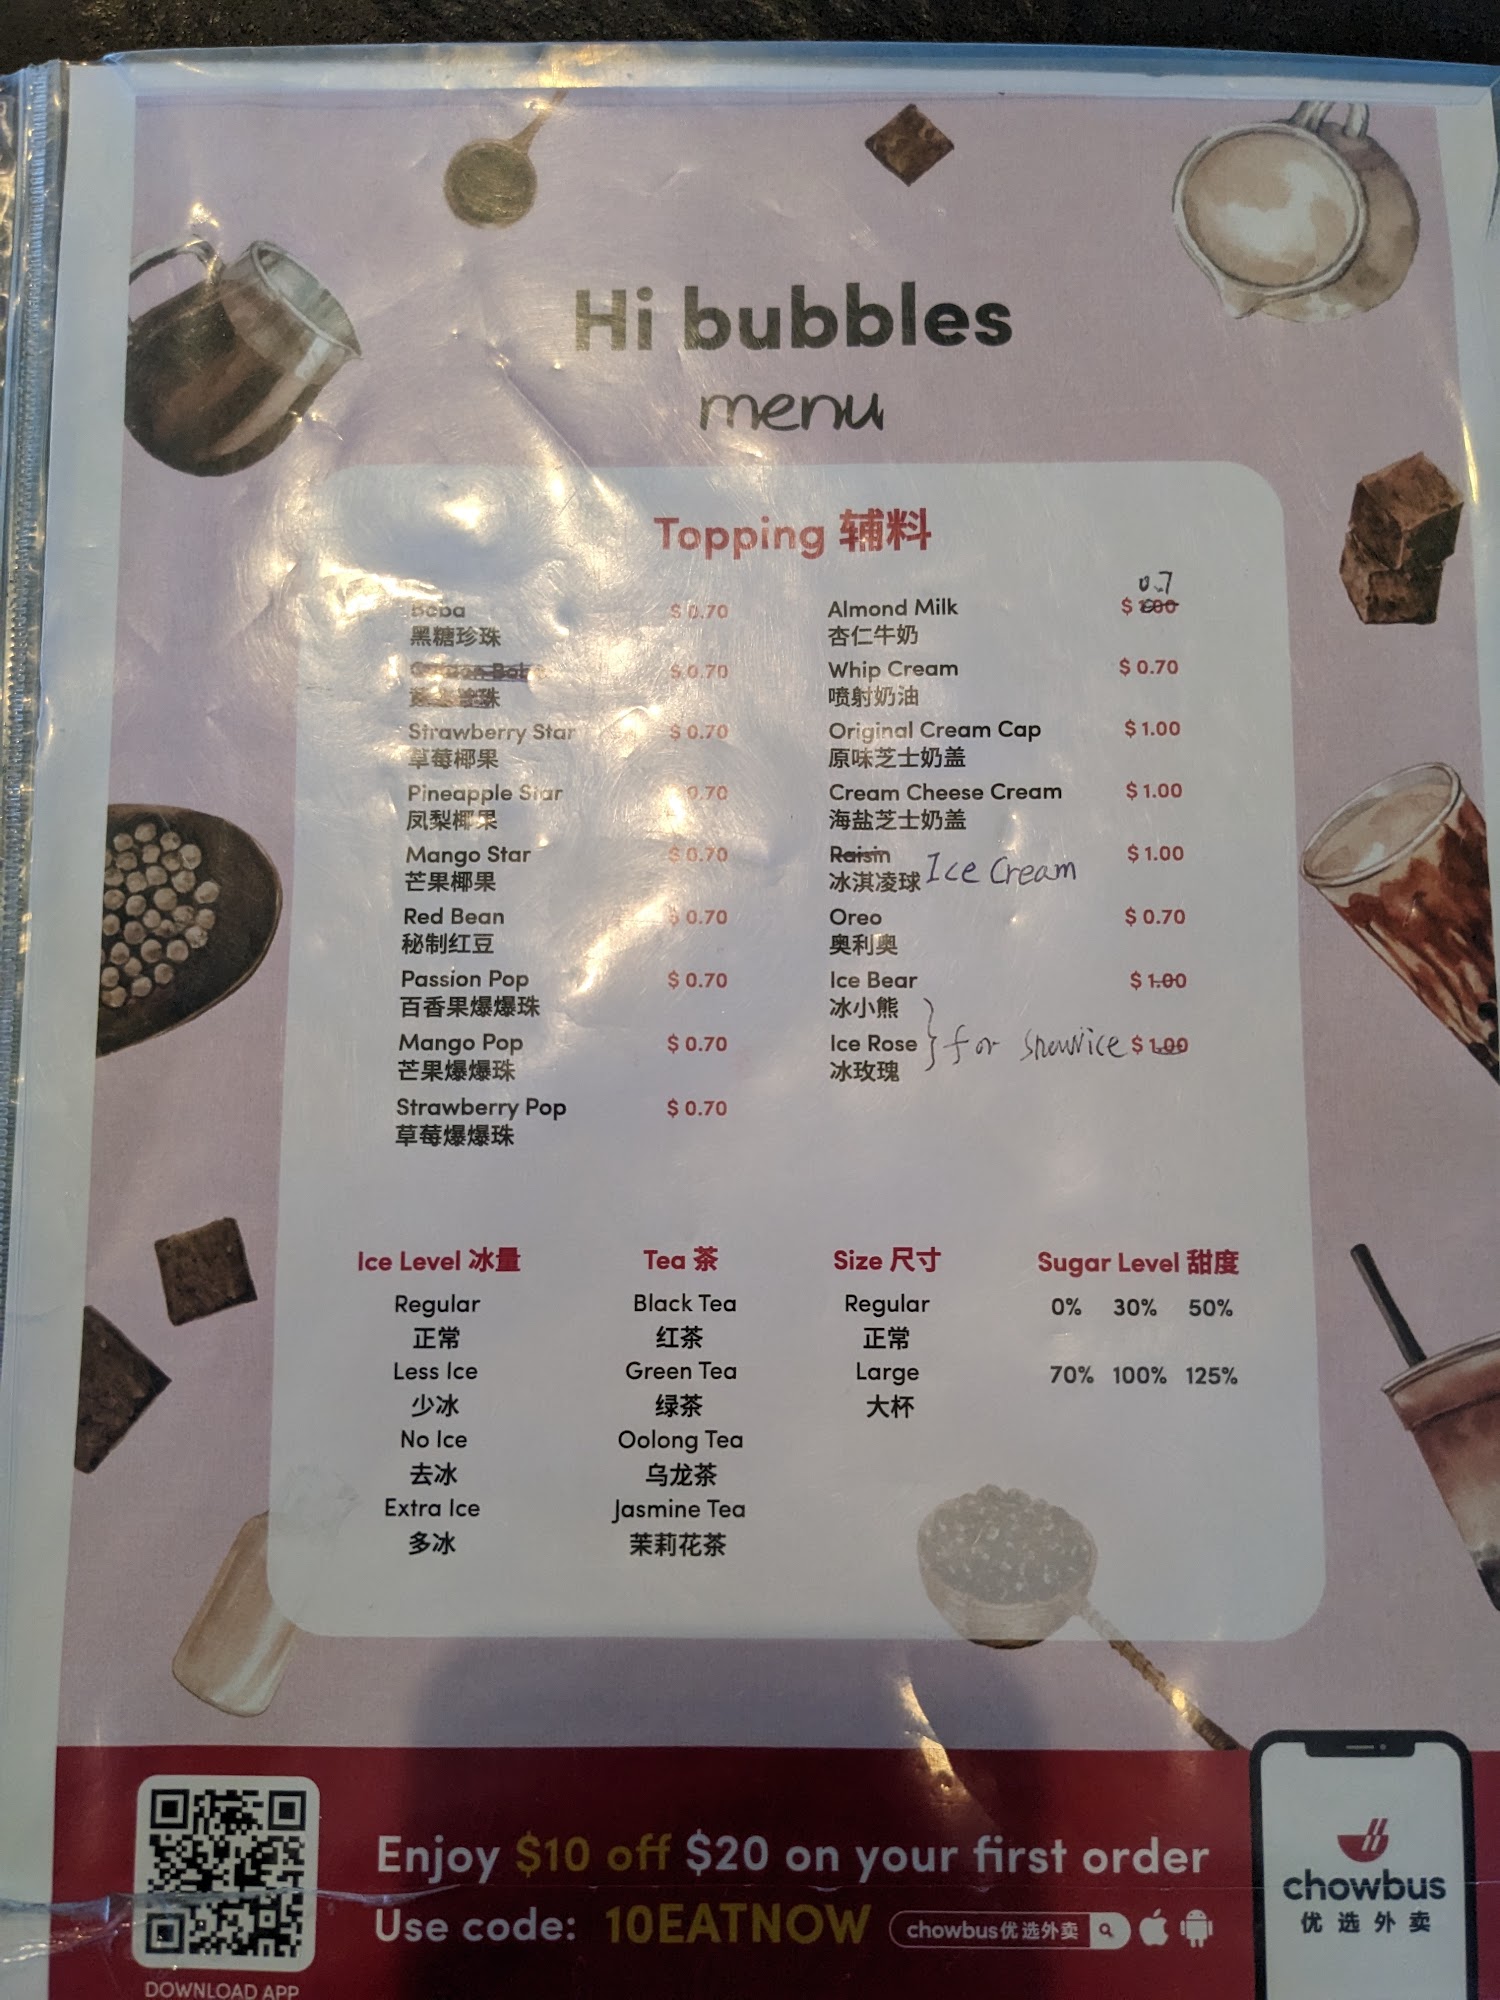 Hi bubbles
menu
Topping 辅料
Boba $ 0.70
黑糖珍珠
$ 0.70
Strawberry Star $ 0.70
草莓椰果
Pineapple Star 0.70
凤梨椰果
Mango Star $ 0.70
芒果椰果
Red Bean $ 0.70
秘制红豆
Passion Pop $ 0.70
百香果爆爆珠
Mango Pop $ 0.70
芒果爆爆珠
Strawberry Pop $ 0.70
草莓爆爆珠
0.7
Almond Milk $
杏仁牛奶
Whip Cream $ 0.70
喷射奶油
Original Cream Cap $ 1.00
原味芝士奶盖
Cream Cheese Cream $ 1.00
海盐芝士奶盖
Raisin $ 1.00
冰淇凌球 Ice Cream
Oreo $ 0.70
奥利奥
Ice Bear $ 1.00
冰小熊
Ice Rose } for Snow ice $ 1.00
冰玫瑰
Ice Level 冰量
Regular
正常
Less Ice
少冰
No Ice
去冰
Extra Ice
多冰
Tea 茶
Black Tea
红茶
Green Tea
绿茶
Oolong Tea
乌龙茶
Jasmine Tea
茉莉花茶
Size 尺寸
Regular
正常
Large
大杯
Sugar Level 甜度
0% 30% 50%
70% 100% 125%
Enjoy $10 off $20 on your first order
Use code: 10EATNOW chowbus优选外卖
DOWNLOAD APP
chowbus
优选外卖